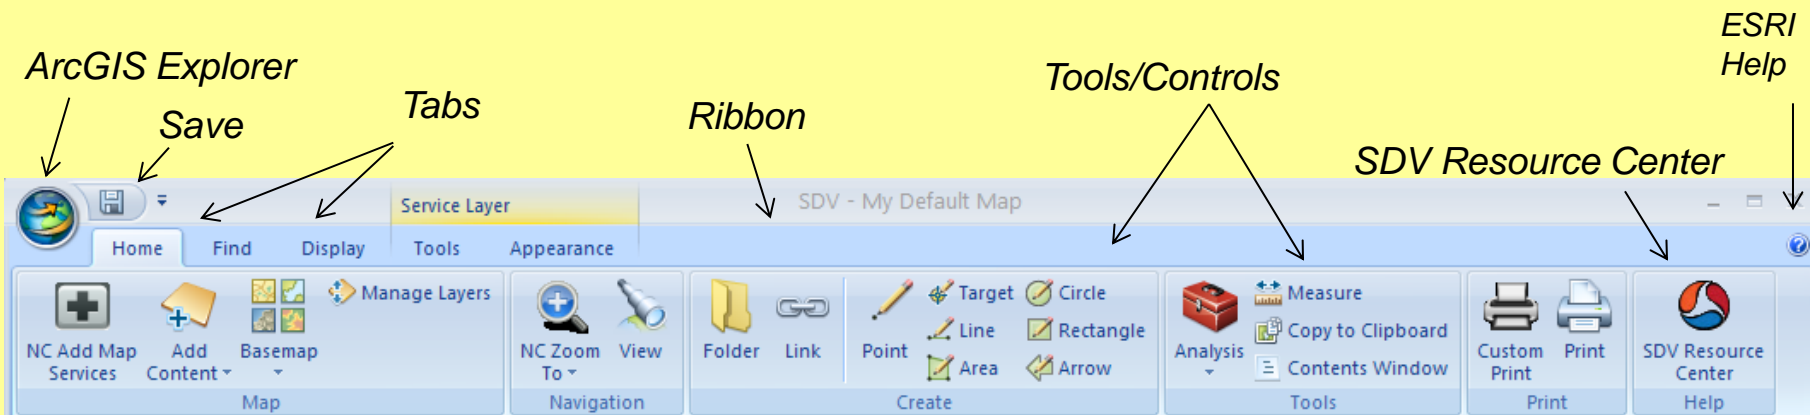 ESRI
Help
ArcGIS Explorer
Tools/Controls
Tabs
Save
Ribbon
SDV Resource Center
Service Layer
SDV - My Default Map
Home
Find
Display
Tools
Appearance
Manage Layers
NC Add Map
Services
Add
Content
Basemap
Map
NC Zoom
To
View
Navigation
Folder
Link
Point
Target
Line
Area
Circle
Rectangle
Arrow
Create
Analysis
Measure
Copy to Clipboard
Contents Window
Tools
Custom
Print
Print
Print
SDV Resource
Center
Help